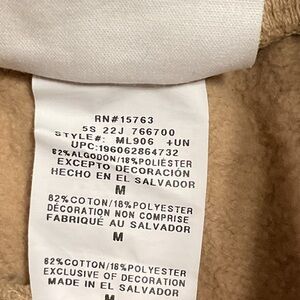 RN#15763
5S 22J 766700
STYLE#: ML906 +UN
UPC:196062864732
82%ALGODON/18%POLIÉSTER
EXCEPTO DECORACIÓN
HECHO EN EL SALVADOR
M
82%COTON/18%POLYESTER
DÉCORATION NON COMPRISE
FABRIQUÉ AU SALVADOR
M
82%COTTON/18%POLYESTER
EXCLUSIVE OF DECORATION
MADE IN EL SALVADOR
M